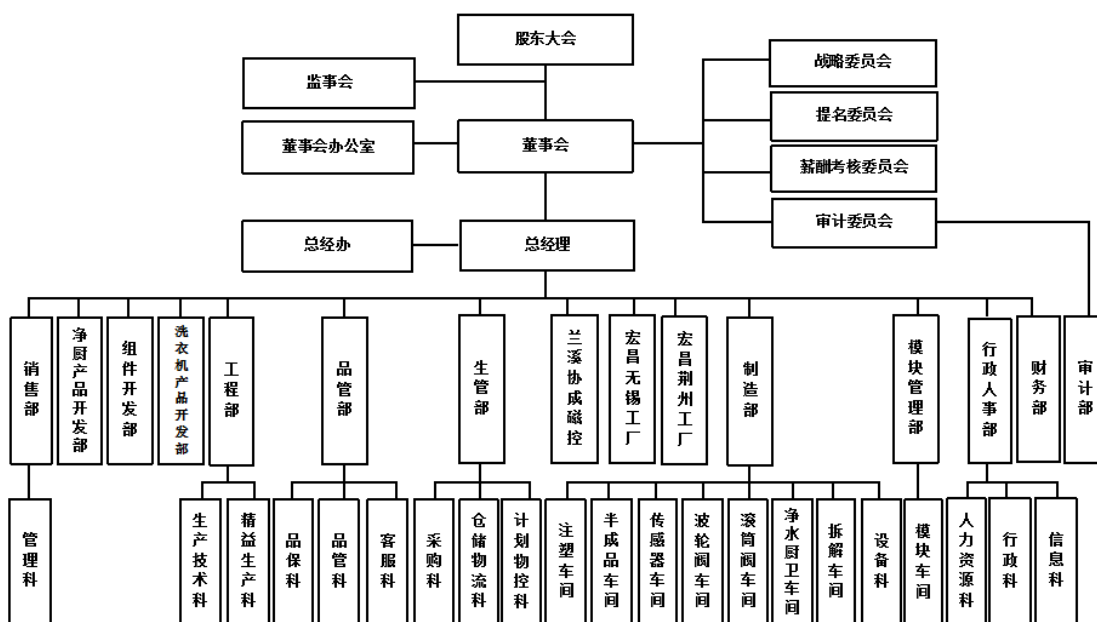 股东大会
监事会
战略委员会
提名委员会
董事会办公室
董事会
薪酬考核委员会
审计委员会
总经办
总经理
销售部
净厨产品开发部
组件开发部
洗衣机产品开发部
工程部
品管部
生管部
兰溪协成磁控
宏昌无锡工厂
宏昌荆州工厂
制造部
模块管理部
行政人事部
财务部
审计部
管理科
生产技术科
精益生产科
品保科
品管科
客服科
采购科
仓储物流科
计划物控科
注塑车间
半成品车间
传感器车间
波轮阀车间
滚筒阀车间
净水厨卫车间
拆解车间
设备科
模块车间
人力资源科
行政科
信息科